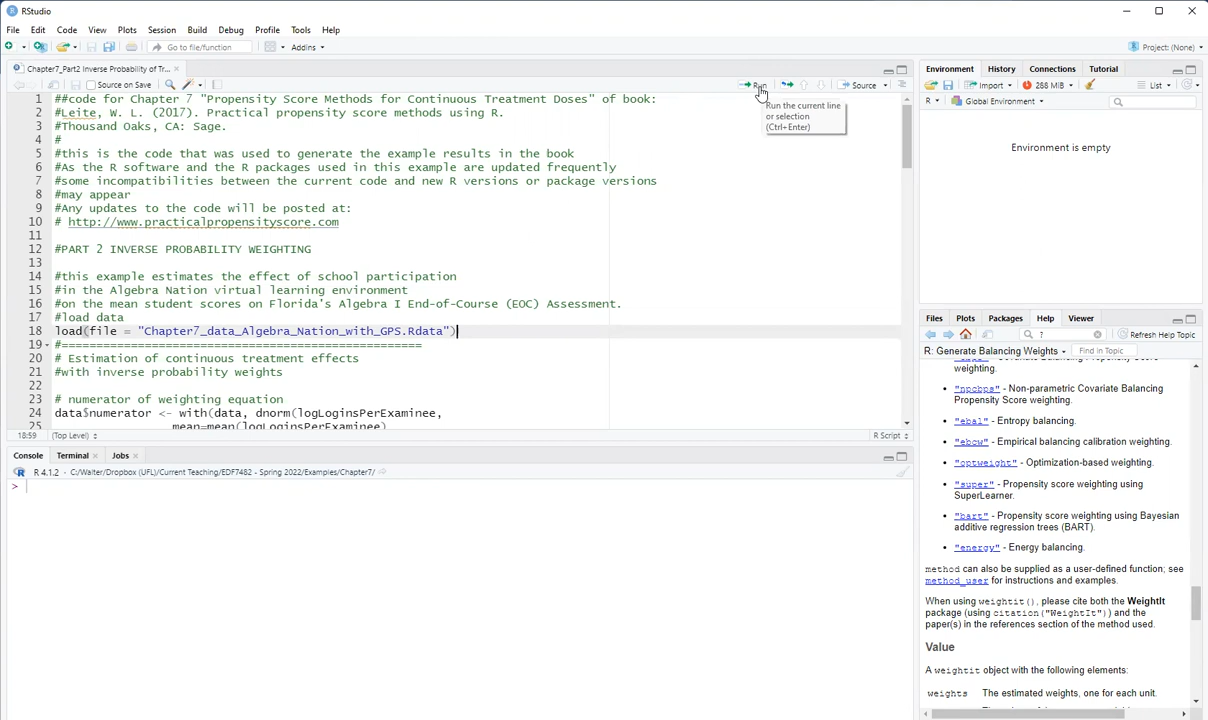 RStudio
File Edit Code View Plots Session Build Debug Profile Tools Help
Go to file/function
Addins
Project: (None)
Chapter7_Part2 Inverse Probability of Tr...
Source on Save
Run
Source
Run the current line
or selection
(Ctrl+Enter)
1 ##code for Chapter 7 "Propensity Score Methods for Continuous Treatment Doses" of book:
2 #Leite, W. L. (2017). Practical propensity score methods using R.
3 #Thousand Oaks, CA: Sage.
4 #
5 #this is the code that was used to generate the example results in the book
6 #As the R software and the R packages used in this example are updated frequently
7 #some incompatibilities between the current code and new R versions or package versions
8 #may appear
9 #Any updates to the code will be posted at:
10 # http://www.practicalpropensityscore.com
11
12 #PART 2 INVERSE PROBABILITY WEIGHTING
13
14 #this example estimates the effect of school participation
15 #in the Algebra Nation virtual learning environment
16 #on the mean student scores on Florida's Algebra I End-of-Course (EOC) Assessment.
17 #load data
18 load(file = "Chapter7_data_Algebra_Nation_with_GPS.Rdata")
19 #====================================================
20 # Estimation of continuous treatment effects
21 #with inverse probability weights
22
23 # numerator of weighting equation
24 data$numerator <- with(data, dnorm(logLoginsPerExaminee,
25 mean=mean(logLoginsPerExaminee)
18:59 (Top Level) R Script
Console Terminal Jobs
R 4.1.2 · C:/Walter/Dropbox (UFL)/Current Teaching/EDF7482 - Spring 2022/Examples/Chapter7/
>
Environment History Connections Tutorial
Import 288 MiB List
R Global Environment
Environment is empty
Files Plots Packages Help Viewer
? Refresh Help Topic
R: Generate Balancing Weights Find in Topic
weighting.
"npcbps" - Non-parametric Covariate Balancing
Propensity Score weighting.
"ebal" - Entropy balancing.
"ebcw" - Empirical balancing calibration weighting.
"optweight" - Optimization-based weighting.
"super" - Propensity score weighting using
SuperLearner.
"bart" - Propensity score weighting using Bayesian
additive regression trees (BART).
"energy" - Energy balancing.
method can also be supplied as a user-defined function; see
method_user for instructions and examples.
When using weightit(), please cite both the WeightIt
package (using citation("WeightIt")) and the
paper(s) in the references section of the method used.
Value
A weightit object with the following elements:
weights The estimated weights, one for each unit.